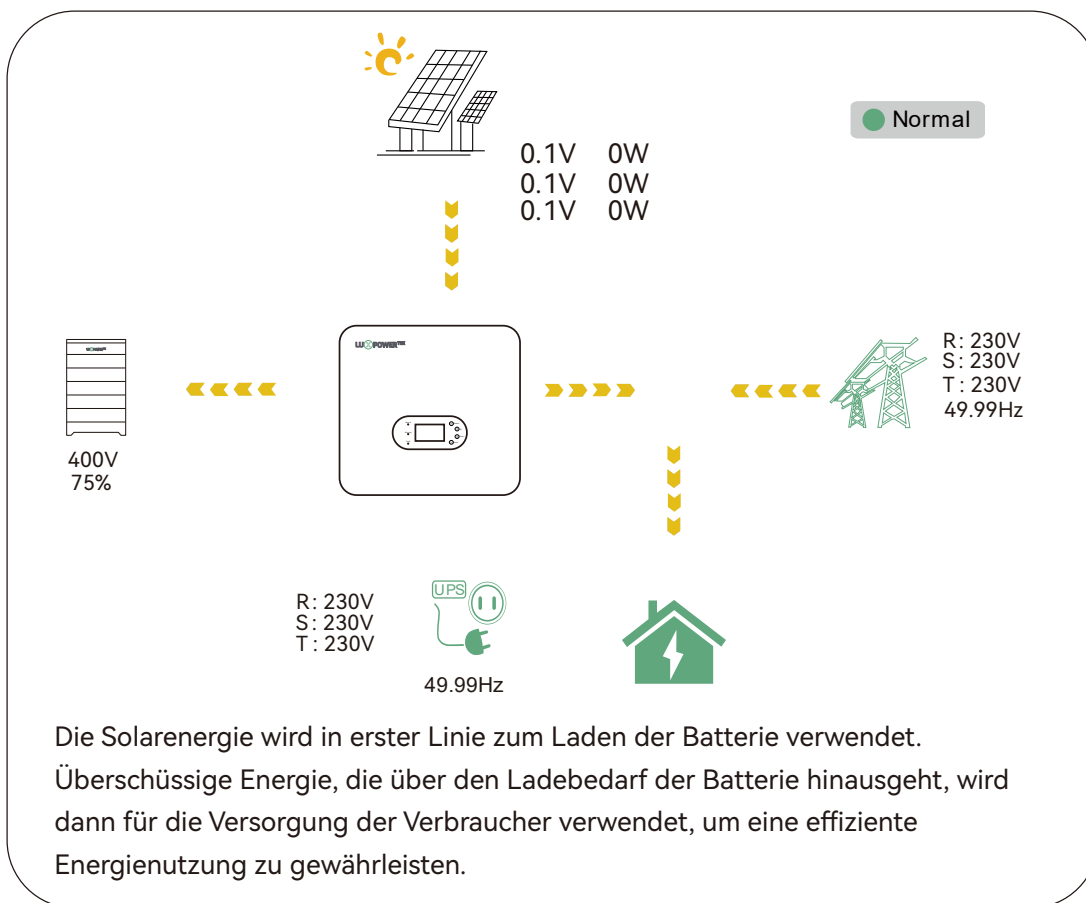 Normal
0.1V 0W
0.1V 0W
0.1V 0W
LUXPOWERTEK
R: 230V
S: 230V
T: 230V
49.99Hz
400V
75%
R: 230V
S: 230V
T: 230V
UPS
49.99Hz
Die Solarenergie wird in erster Linie zum Laden der Batterie verwendet.
Überschüssige Energie, die über den Ladebedarf der Batterie hinausgeht, wird
dann für die Versorgung der Verbraucher verwendet, um eine effiziente
Energienutzung zu gewährleisten.